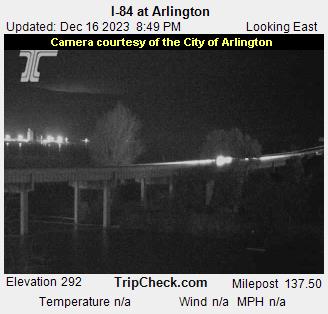 I-84 at Arlington
Updated: Dec 16 2023 8:49 PM Looking East
Camera courtesy of the City of Arlington
Elevation 292 TripCheck.com Milepost 137.50
Temperature n/a Wind n/a MPH n/a